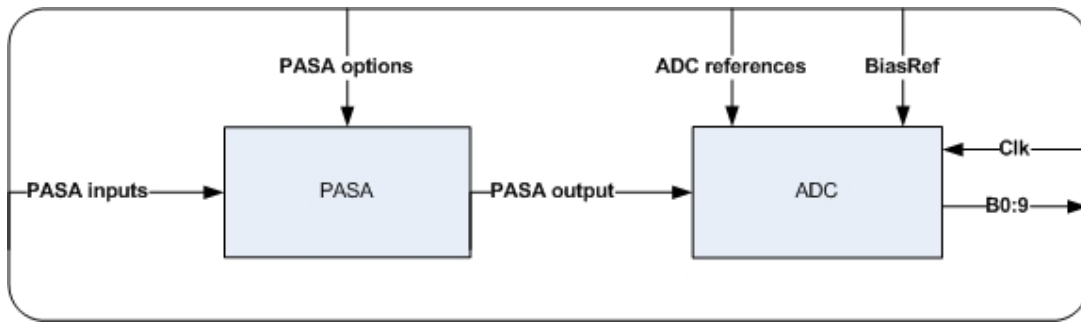 PASA options
ADC references
BiasRef
Clk
PASA inputs
PASA
PASA output
ADC
B0:9